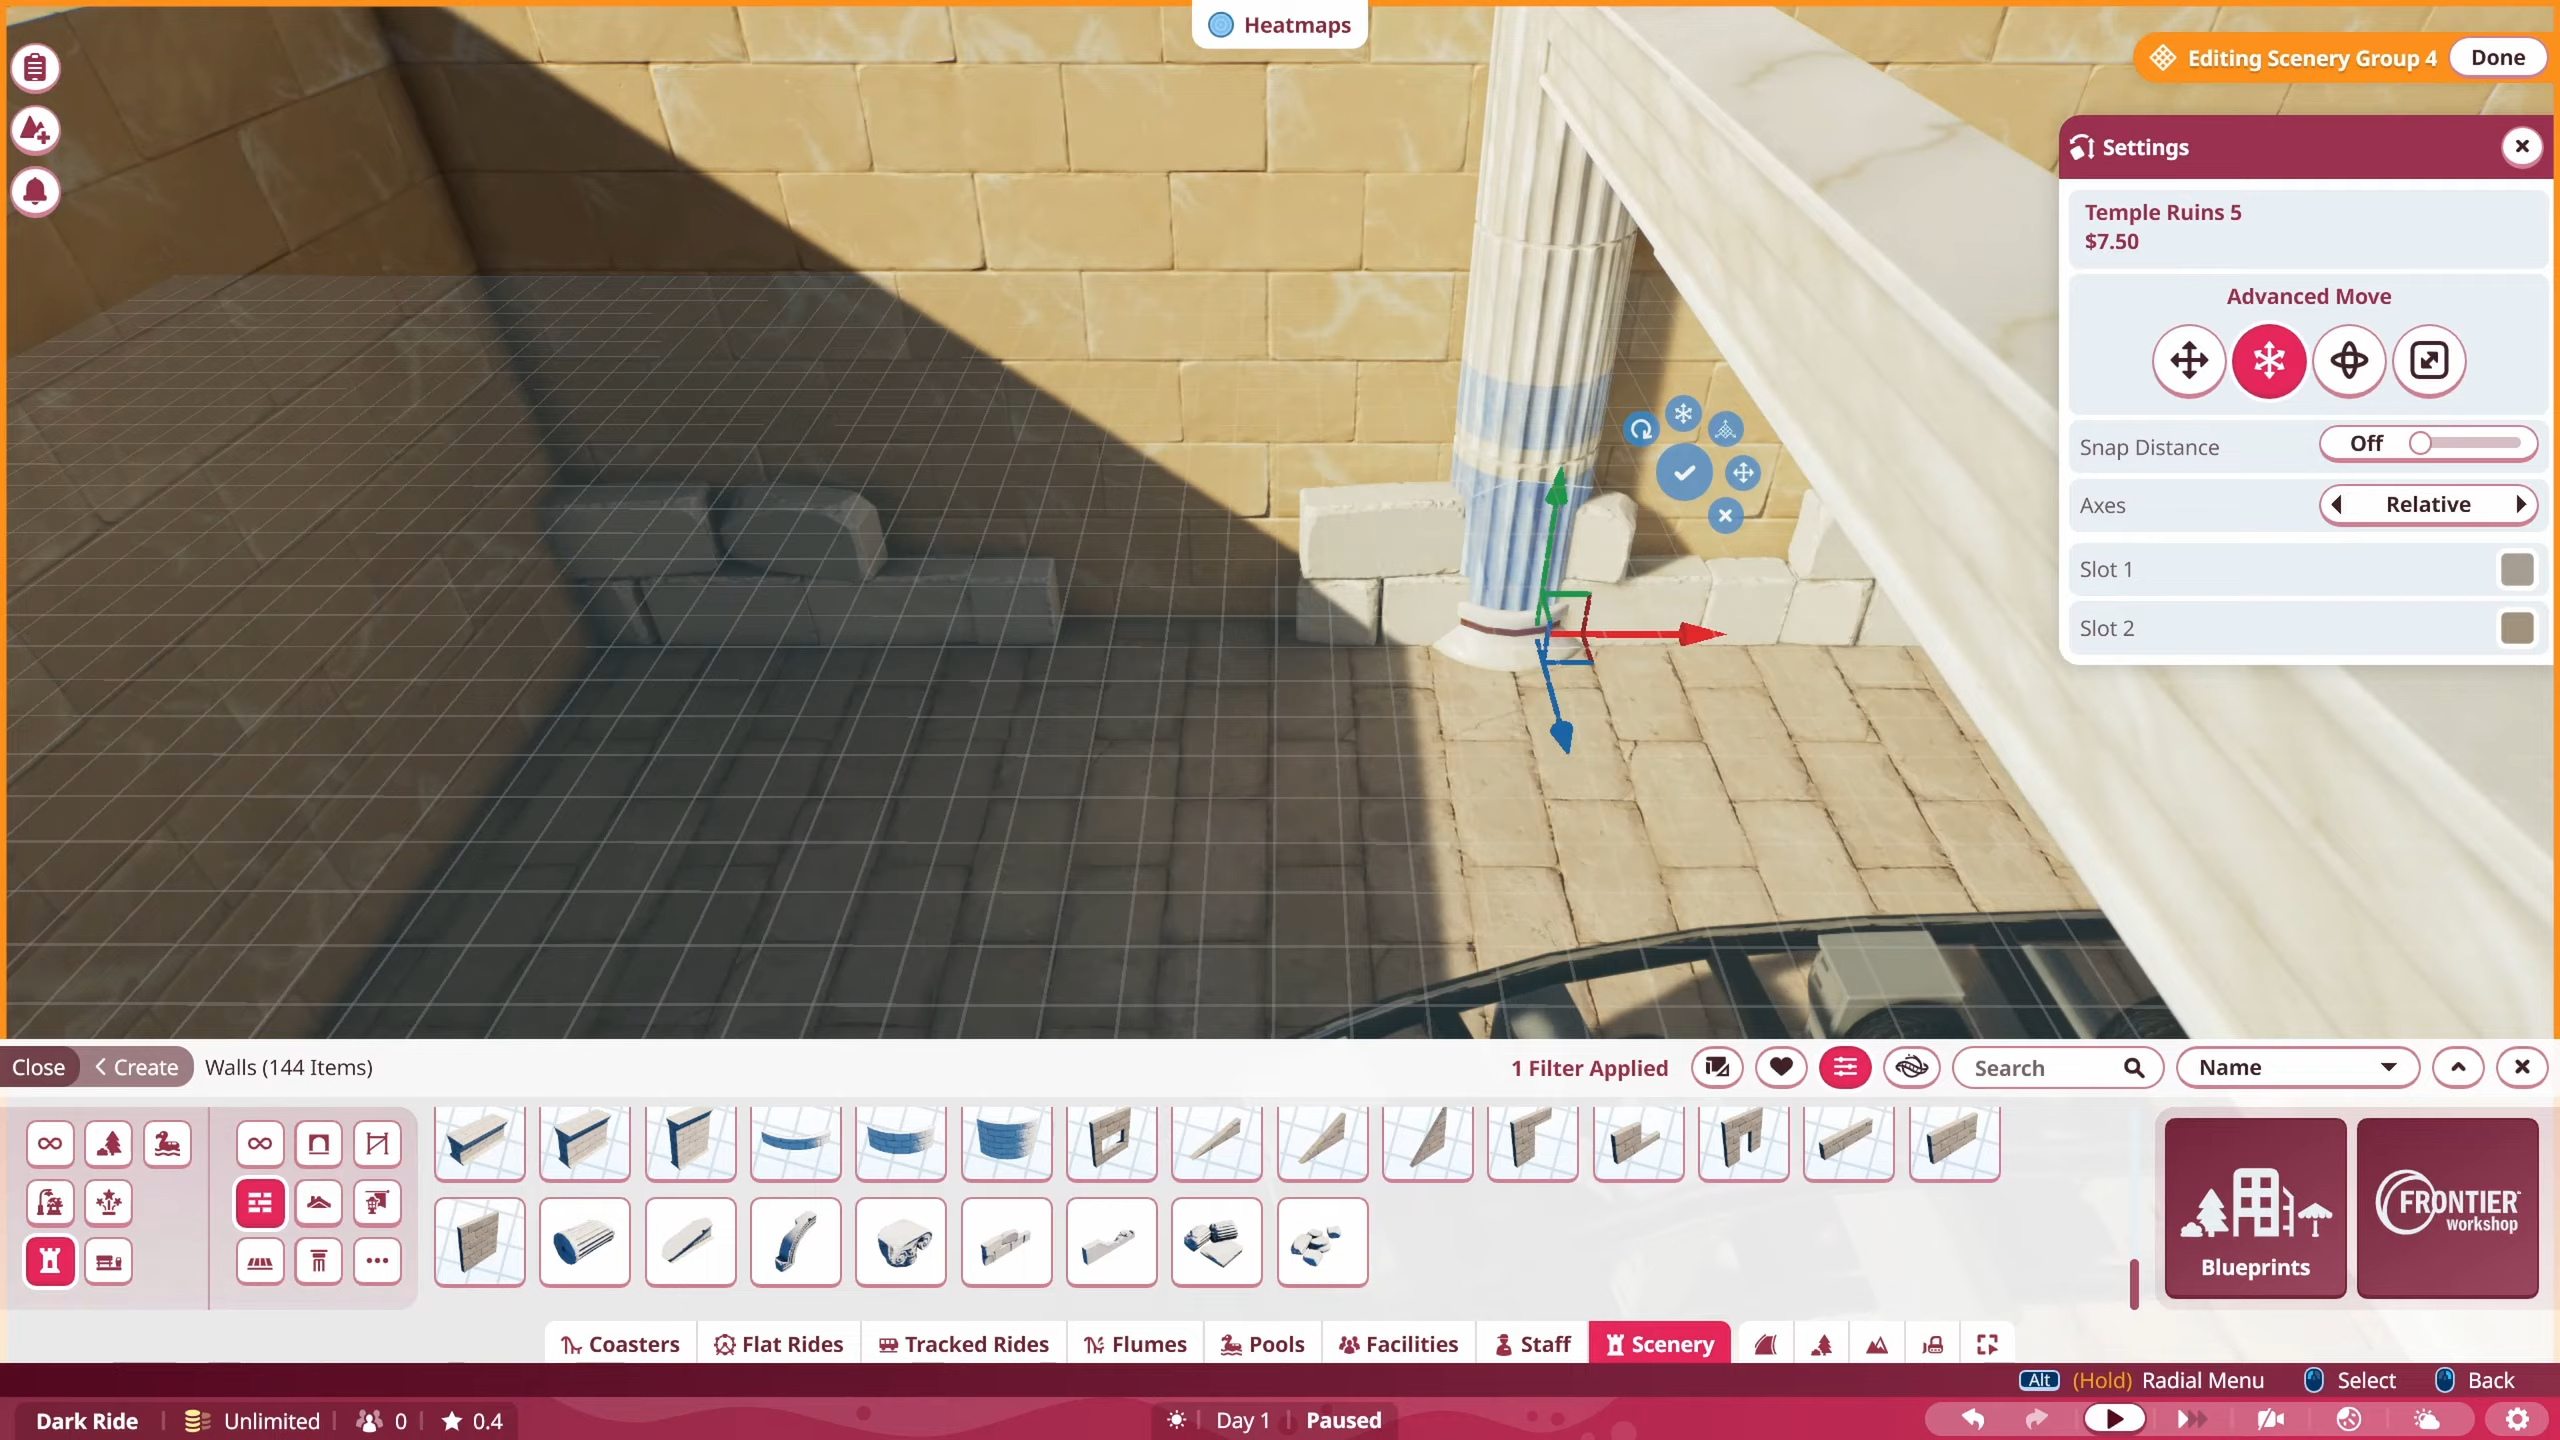 Heatmaps
Editing Scenery Group 4
Done
Settings
Temple Ruins 5
$7.50
Advanced Move
Snap Distance
Off
Axes
Relative
Slot 1
Slot 2
Close
Create
Walls (144 Items)
1 Filter Applied
Search
Name
Blueprints
FRONTIER
workshop
Coasters
Flat Rides
Tracked Rides
Flumes
Pools
Facilities
Staff
Scenery
Alt
(Hold)
Radial Menu
Select
Back
Dark Ride
Unlimited
0
0.4
Day 1
Paused